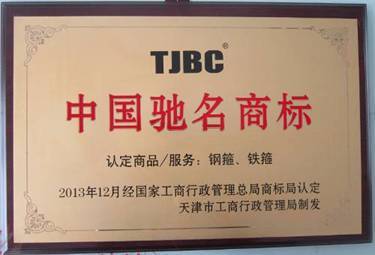 TJBC®
中国驰名商标
认定商品/服务：钢箍、铁箍
2013年12月经国家工商行政管理总局商标局认定
天津市工商行政管理局制发